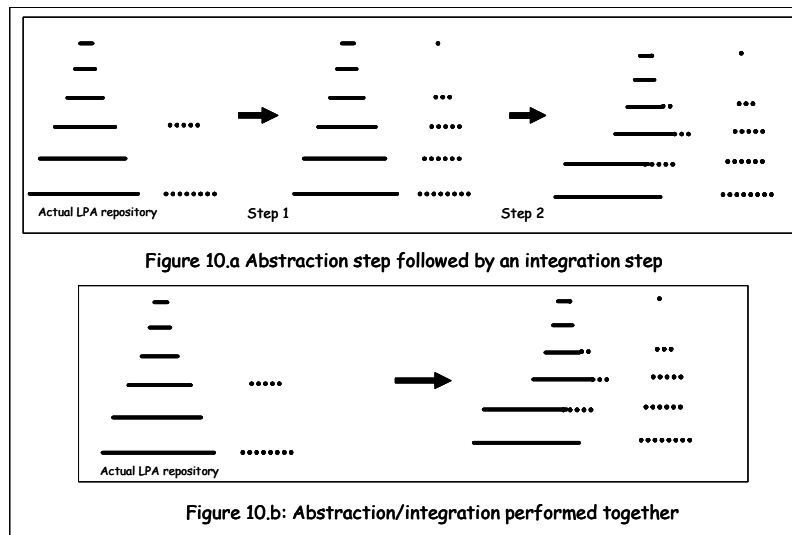 Actual LPA repository
Step 1
Step 2
Figure 10.a Abstraction step followed by an integration step
Actual LPA repository
Figure 10.b: Abstraction/integration performed together